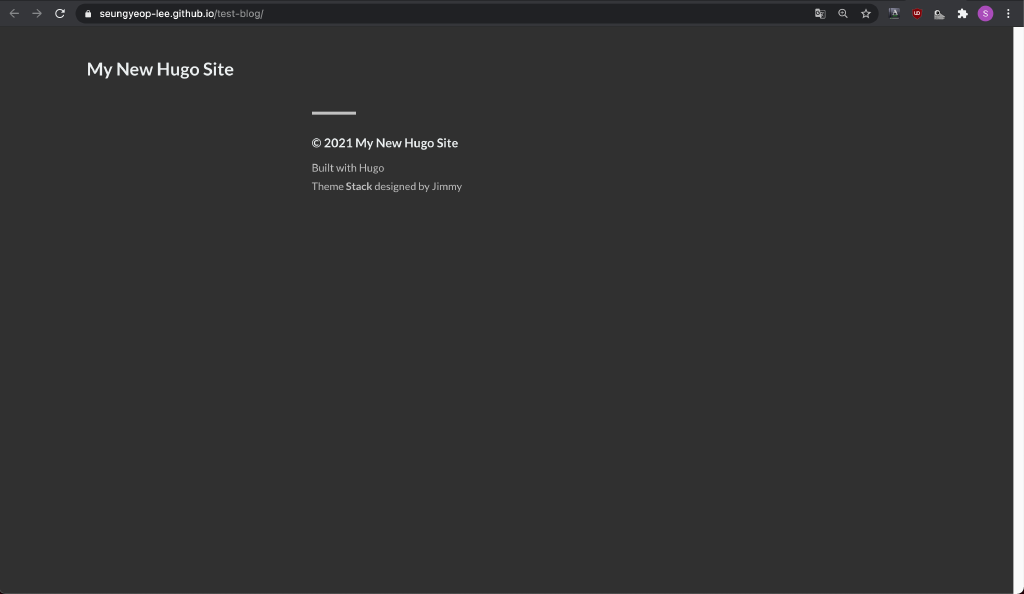 seungyeop-lee.github.io/test-blog/
S
My New Hugo Site
© 2021 My New Hugo Site
Built with Hugo
Theme Stack designed by Jimmy